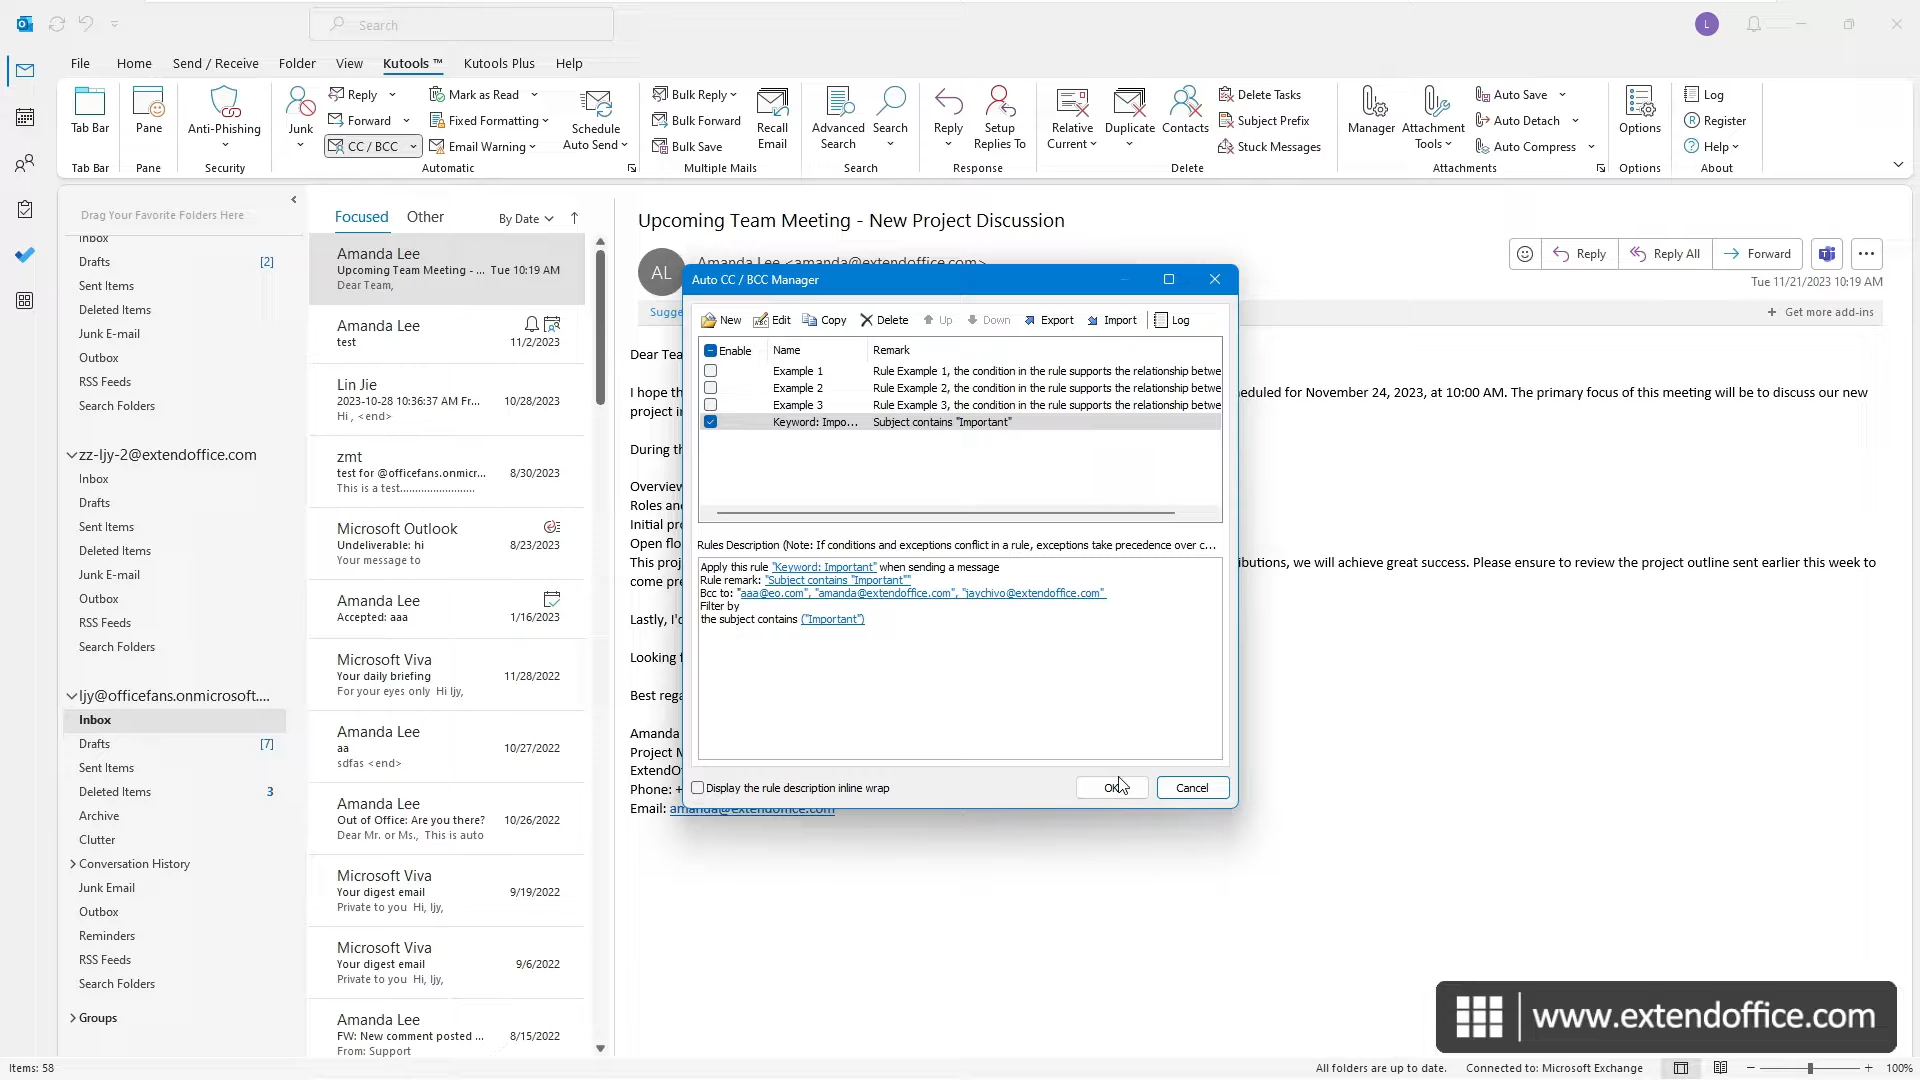 Search
L
File Home Send / Receive Folder View Kutools ™ Kutools Plus Help
Tab Bar
Tab Bar
Pane
Pane
Anti-Phishing
Security
Junk
Reply
Forward
CC / BCC
Mark as Read
Fixed Formatting
Email Warning
Schedule
Auto Send
Automatic
Bulk Reply
Bulk Forward
Bulk Save
Recall
Email
Multiple Mails
Advanced
Search
Search
Search
Reply
Setup
Replies To
Response
Relative
Current
Duplicate
Contacts
Delete Tasks
Subject Prefix
Stuck Messages
Delete
Manager
Attachment
Tools
Auto Save
Auto Detach
Auto Compress
Attachments
Options
Options
Log
Register
Help
About
Drag Your Favorite Folders Here
Inbox
Drafts [2]
Sent Items
Deleted Items
Junk E-mail
Outbox
RSS Feeds
Search Folders
zz-ljy-2@extendoffice.com
Inbox
Drafts
Sent Items
Deleted Items
Junk E-mail
Outbox
RSS Feeds
Search Folders
ljy@officefans.onmicrosoft....
Inbox
Drafts [7]
Sent Items
Deleted Items 3
Archive
Clutter
Conversation History
Junk Email
Outbox
Reminders
RSS Feeds
Search Folders
Groups
Focused Other By Date
Amanda Lee
Upcoming Team Meeting - ... Tue 10:19 AM
Dear Team,
Amanda Lee
test 11/2/2023
Lin Jie
2023-10-28 10:36:37 AM Fr... 10/28/2023
Hi , <end>
zmt
test for @officefans.onmicr... 8/30/2023
This is a test.........................
Microsoft Outlook
Undeliverable: hi 8/23/2023
Your message to
Amanda Lee
Accepted: aaa 1/16/2023
Microsoft Viva
Your daily briefing 11/28/2022
For your eyes only Hi ljy,
Amanda Lee
aa 10/27/2022
sdfas <end>
Amanda Lee
Out of Office: Are you there? 10/26/2022
Dear Mr. or Ms., This is auto
Microsoft Viva
Your digest email 9/19/2022
Private to you Hi, ljy,
Microsoft Viva
Your digest email 9/6/2022
Private to you Hi, ljy,
Amanda Lee
FW: New comment posted ... 8/15/2022
From: Support
Upcoming Team Meeting - New Project Discussion
AL
Amanda Lee <amanda@extendoffice.com>
Reply Reply All Forward
Tue 11/21/2023 10:19 AM
Sugge
Get more add-ins
Dear Tea
I hope th
eduled for November 24, 2023, at 10:00 AM. The primary focus of this meeting will be to discuss our new
project in
During th
Overview
Roles and
Initial pro
Open flo
This proj
ibutions, we will achieve great success. Please ensure to review the project outline sent earlier this week to
come pre
Lastly, I'd
Looking f
Best rega
Amanda
Project M
ExtendO
Phone: +
Email: amanda@extendoffice.com
Auto CC / BCC Manager
New Edit Copy Delete Up Down Export Import Log
Enable Name Remark
Example 1 Rule Example 1, the condition in the rule supports the relationship betwe
Example 2 Rule Example 2, the condition in the rule supports the relationship betwe
Example 3 Rule Example 3, the condition in the rule supports the relationship betwe
Keyword: Impo... Subject contains "Important"
Rules Description (Note: If conditions and exceptions conflict in a rule, exceptions take precedence over c...
Apply this rule "Keyword: Important" when sending a message
Rule remark: "Subject contains "Important""
Bcc to: "aaa@eo.com", "amanda@extendoffice.com", "jaychivo@extendoffice.com"
Filter by
the subject contains ("Important")
Display the rule description inline wrap
OK Cancel
www.extendoffice.com
Items: 58
All folders are up to date. Connected to: Microsoft Exchange 100%